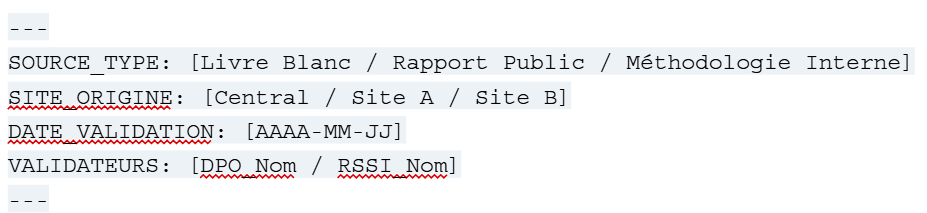 ---
SOURCE_TYPE: [Livre Blanc / Rapport Public / Méthodologie Interne]
SITE_ORIGINE: [Central / Site A / Site B]
DATE_VALIDATION: [AAAA-MM-JJ]
VALIDATEURS: [DPO_Nom / RSSI_Nom]
---